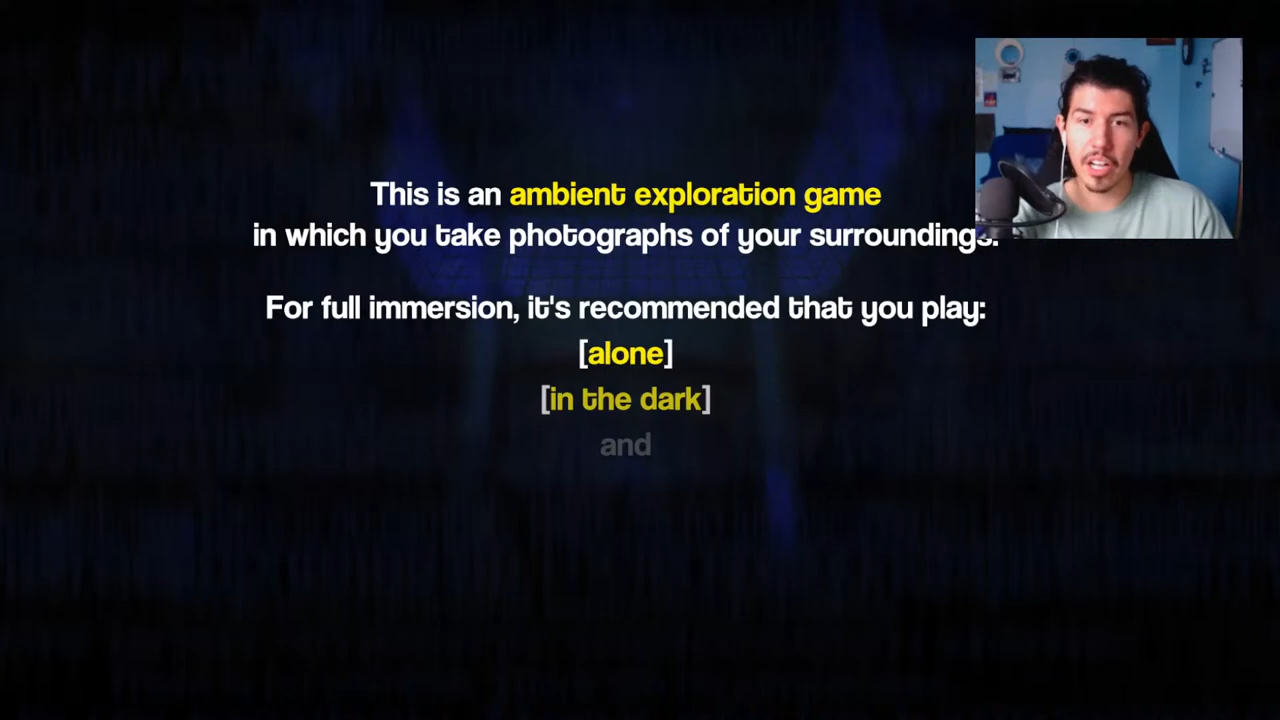 This is an ambient exploration game
in which you take photographs of your surroundings.
For full immersion, it's recommended that you play:
[alone]
[in the dark]
and